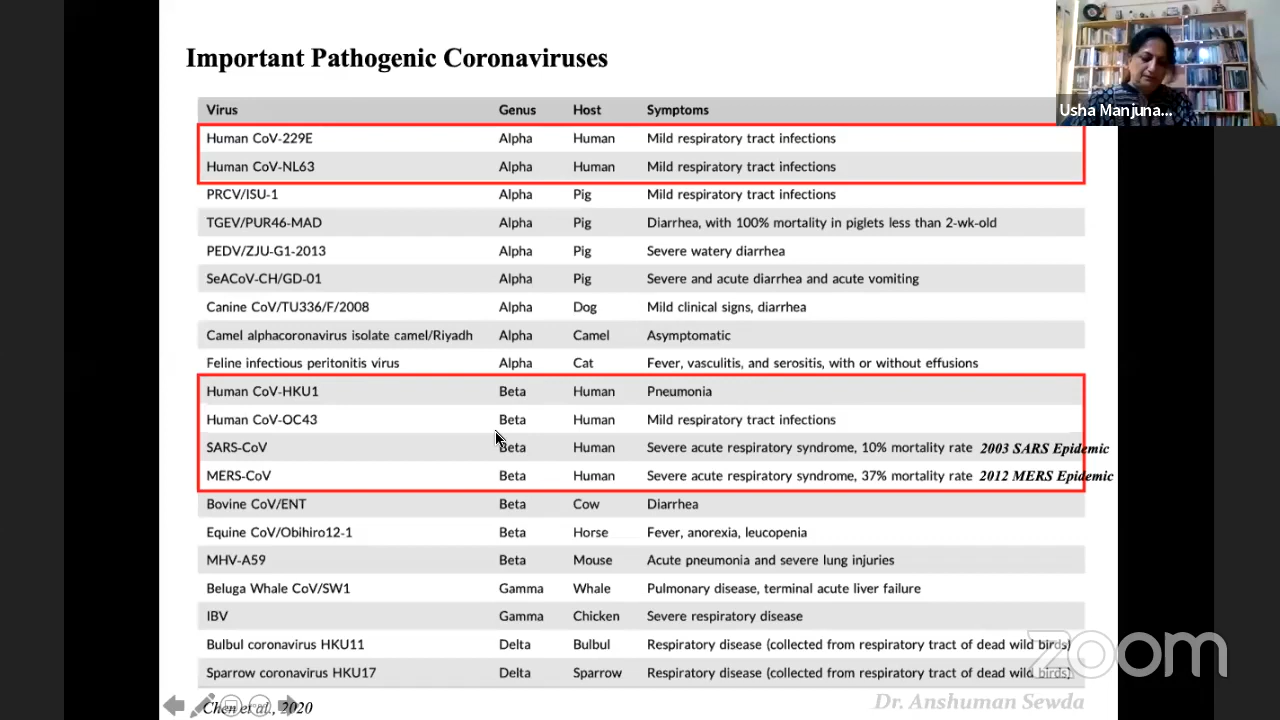 Important Pathogenic Coronaviruses
Usha Manjuna...
Virus Genus Host Symptoms
Human CoV-229E Alpha Human Mild respiratory tract infections
Human CoV-NL63 Alpha Human Mild respiratory tract infections
PRCV/ISU-1 Alpha Pig Mild respiratory tract infections
TGEV/PUR46-MAD Alpha Pig Diarrhea, with 100% mortality in piglets less than 2-wk-old
PEDV/ZJU-G1-2013 Alpha Pig Severe watery diarrhea
SeACoV-CH/GD-01 Alpha Pig Severe and acute diarrhea and acute vomiting
Canine CoV/TU336/F/2008 Alpha Dog Mild clinical signs, diarrhea
Camel alphacoronavirus isolate camel/Riyadh Alpha Camel Asymptomatic
Feline infectious peritonitis virus Alpha Cat Fever, vasculitis, and serositis, with or without effusions
Human CoV-HKU1 Beta Human Pneumonia
Human CoV-OC43 Beta Human Mild respiratory tract infections
SARS-CoV Beta Human Severe acute respiratory syndrome, 10% mortality rate 2003 SARS Epidemic
MERS-CoV Beta Human Severe acute respiratory syndrome, 37% mortality rate 2012 MERS Epidemic
Bovine CoV/ENT Beta Cow Diarrhea
Equine CoV/Obihiro12-1 Beta Horse Fever, anorexia, leucopenia
MHV-A59 Beta Mouse Acute pneumonia and severe lung injuries
Beluga Whale CoV/SW1 Gamma Whale Pulmonary disease, terminal acute liver failure
IBV Gamma Chicken Severe respiratory disease
Bulbul coronavirus HKU11 Delta Bulbul Respiratory disease (collected from respiratory tract of dead wild birds)
Sparrow coronavirus HKU17 Delta Sparrow Respiratory disease (collected from respiratory tract of dead wild birds)
zoom
Chen et al., 2020
Dr. Anshuman Sewda